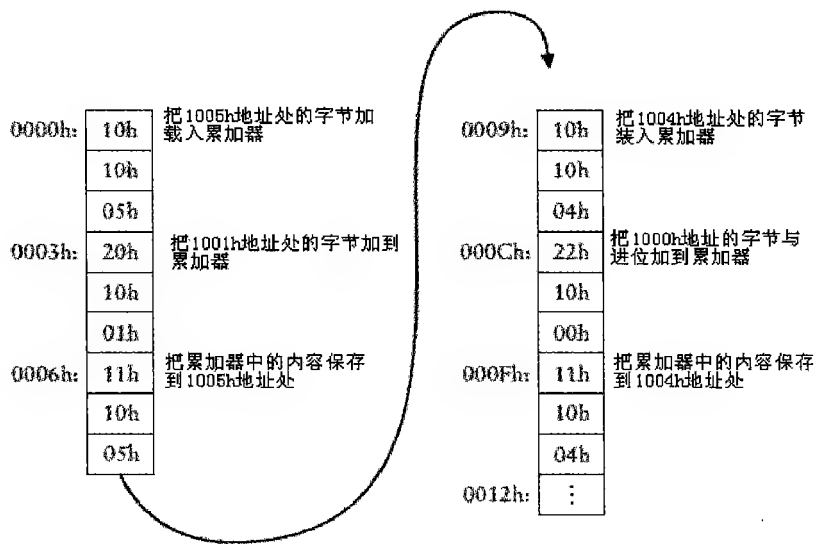 0000h:
10h
把1005h地址处的字节加
载入累加器
10h
05h
0003h:
20h
把1001h地址处的字节加到
累加器
10h
01h
0006h:
11h
把累加器中的内容保存
到1005h地址处
10h
05h
0009h:
10h
把1004h地址处的字节
装入累加器
10h
04h
000Ch:
22h
把1000h地址的字节与
进位加到累加器
10h
00h
000Fh:
11h
把累加器中的内容保存
到1004h地址处
10h
04h
0012h:
⋮